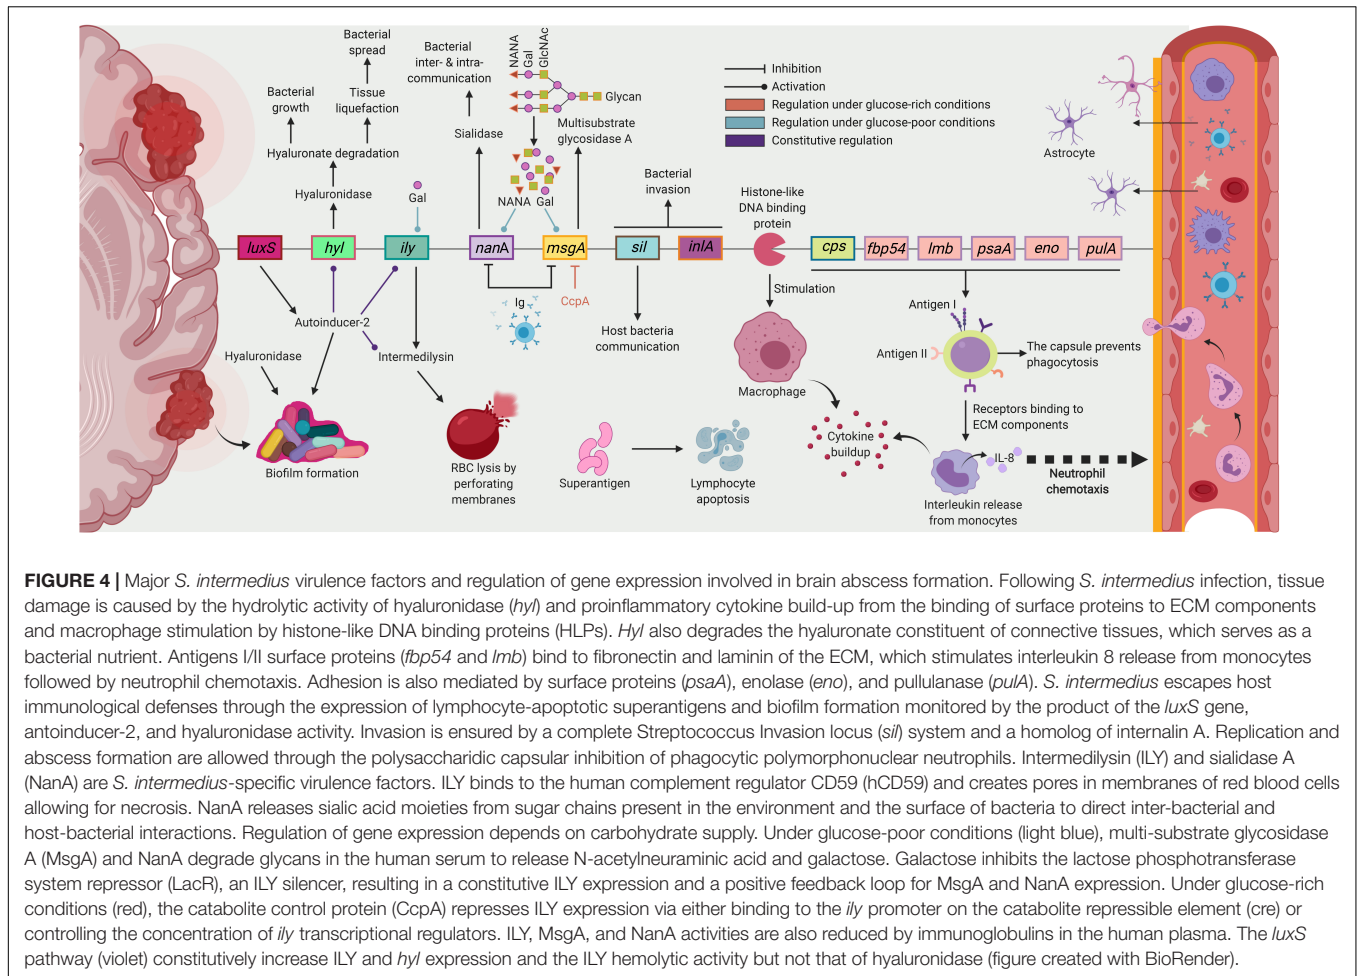 Bacterial
spread
Bacterial
growth
Tissue
liquefaction
Hyaluronate degradation
Hyaluronidase
Bacterial
inter- & intra-
communication
Sialidase
NANA
Gal
GlcNAc
Glycan
Multisubstrate
glycosidase A
Gal
NANA Gal
Inhibition
Activation
Regulation under glucose-rich conditions
Regulation under glucose-poor conditions
Constitutive regulation
Bacterial
invasion
Histone-like
DNA binding
protein
Astrocyte
luxS
hyl
ily
nanA
msgA
sil
inlA
cps
fbp54
lmb
psaA
eno
pulA
Autoinducer-2
Hyaluronidase
Intermedilysin
Biofilm formation
RBC lysis by
perforating
membranes
Ig
CcpA
Host bacteria
communication
Superantigen
Lymphocyte
apoptosis
Stimulation
Macrophage
Cytokine
buildup
Antigen I
Antigen II
The capsule prevents
phagocytosis
Receptors binding to
ECM components
IL-8
Interleukin release
from monocytes
Neutrophil
chemotaxis
FIGURE 4 | Major S. intermedius virulence factors and regulation of gene expression involved in brain abscess formation. Following S. intermedius infection, tissue
damage is caused by the hydrolytic activity of hyaluronidase (hyl) and proinflammatory cytokine build-up from the binding of surface proteins to ECM components
and macrophage stimulation by histone-like DNA binding proteins (HLPs). Hyl also degrades the hyaluronate constituent of connective tissues, which serves as a
bacterial nutrient. Antigens I/II surface proteins (fbp54 and lmb) bind to fibronectin and laminin of the ECM, which stimulates interleukin 8 release from monocytes
followed by neutrophil chemotaxis. Adhesion is also mediated by surface proteins (psaA), enolase (eno), and pullulanase (pulA). S. intermedius escapes host
immunological defenses through the expression of lymphocyte-apoptotic superantigens and biofilm formation monitored by the product of the luxS gene,
antoinducer-2, and hyaluronidase activity. Invasion is ensured by a complete Streptococcus Invasion locus (sil) system and a homolog of internalin A. Replication and
abscess formation are allowed through the polysaccharidic capsular inhibition of phagocytic polymorphonuclear neutrophils. Intermedilysin (ILY) and sialidase A
(NanA) are S. intermedius-specific virulence factors. ILY binds to the human complement regulator CD59 (hCD59) and creates pores in membranes of red blood cells
allowing for necrosis. NanA releases sialic acid moieties from sugar chains present in the environment and the surface of bacteria to direct inter-bacterial and
host-bacterial interactions. Regulation of gene expression depends on carbohydrate supply. Under glucose-poor conditions (light blue), multi-substrate glycosidase
A (MsgA) and NanA degrade glycans in the human serum to release N-acetylneuraminic acid and galactose. Galactose inhibits the lactose phosphotransferase
system repressor (LacR), an ILY silencer, resulting in a constitutive ILY expression and a positive feedback loop for MsgA and NanA expression. Under glucose-rich
conditions (red), the catabolite control protein (CcpA) represses ILY expression via either binding to the ily promoter on the catabolite repressible element (cre) or
controlling the concentration of ily transcriptional regulators. ILY, MsgA, and NanA activities are also reduced by immunoglobulins in the human plasma. The luxS
pathway (violet) constitutively increase ILY and hyl expression and the ILY hemolytic activity but not that of hyaluronidase (figure created with BioRender).